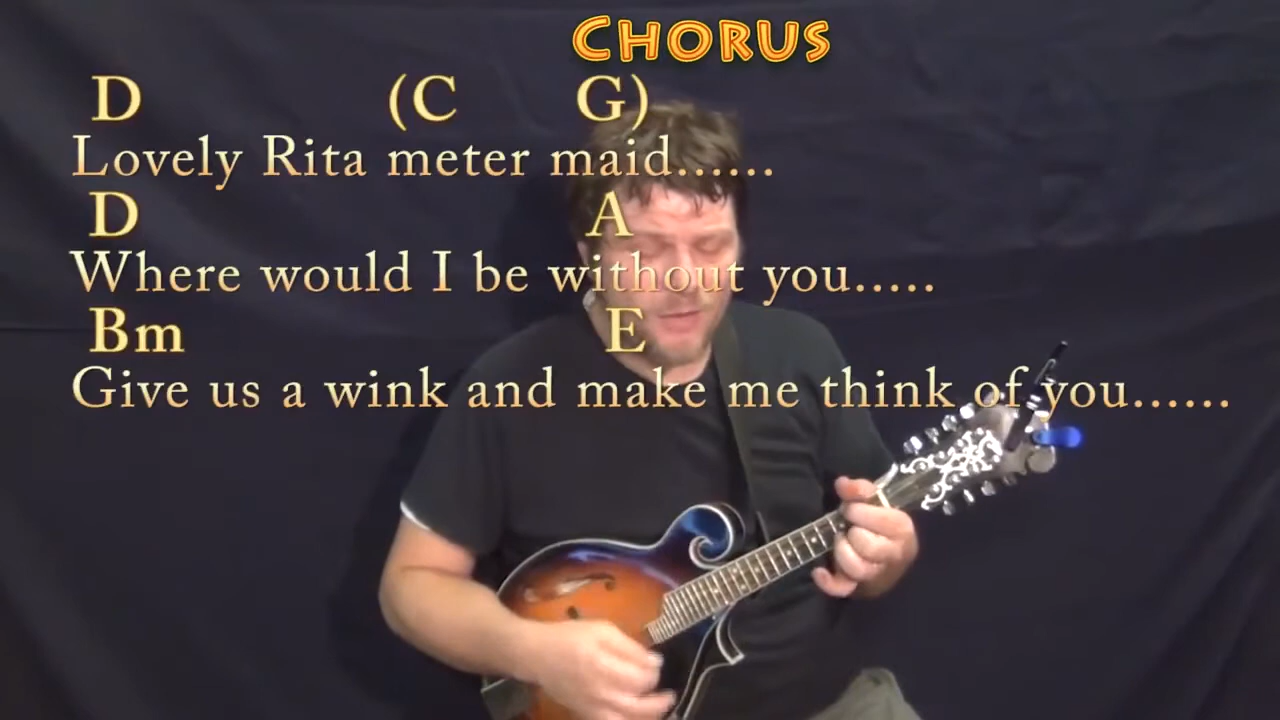 CHORUS
D (C G)
Lovely Rita meter maid......
D A
Where would I be without you.....
Bm E
Give us a wink and make me think of you......